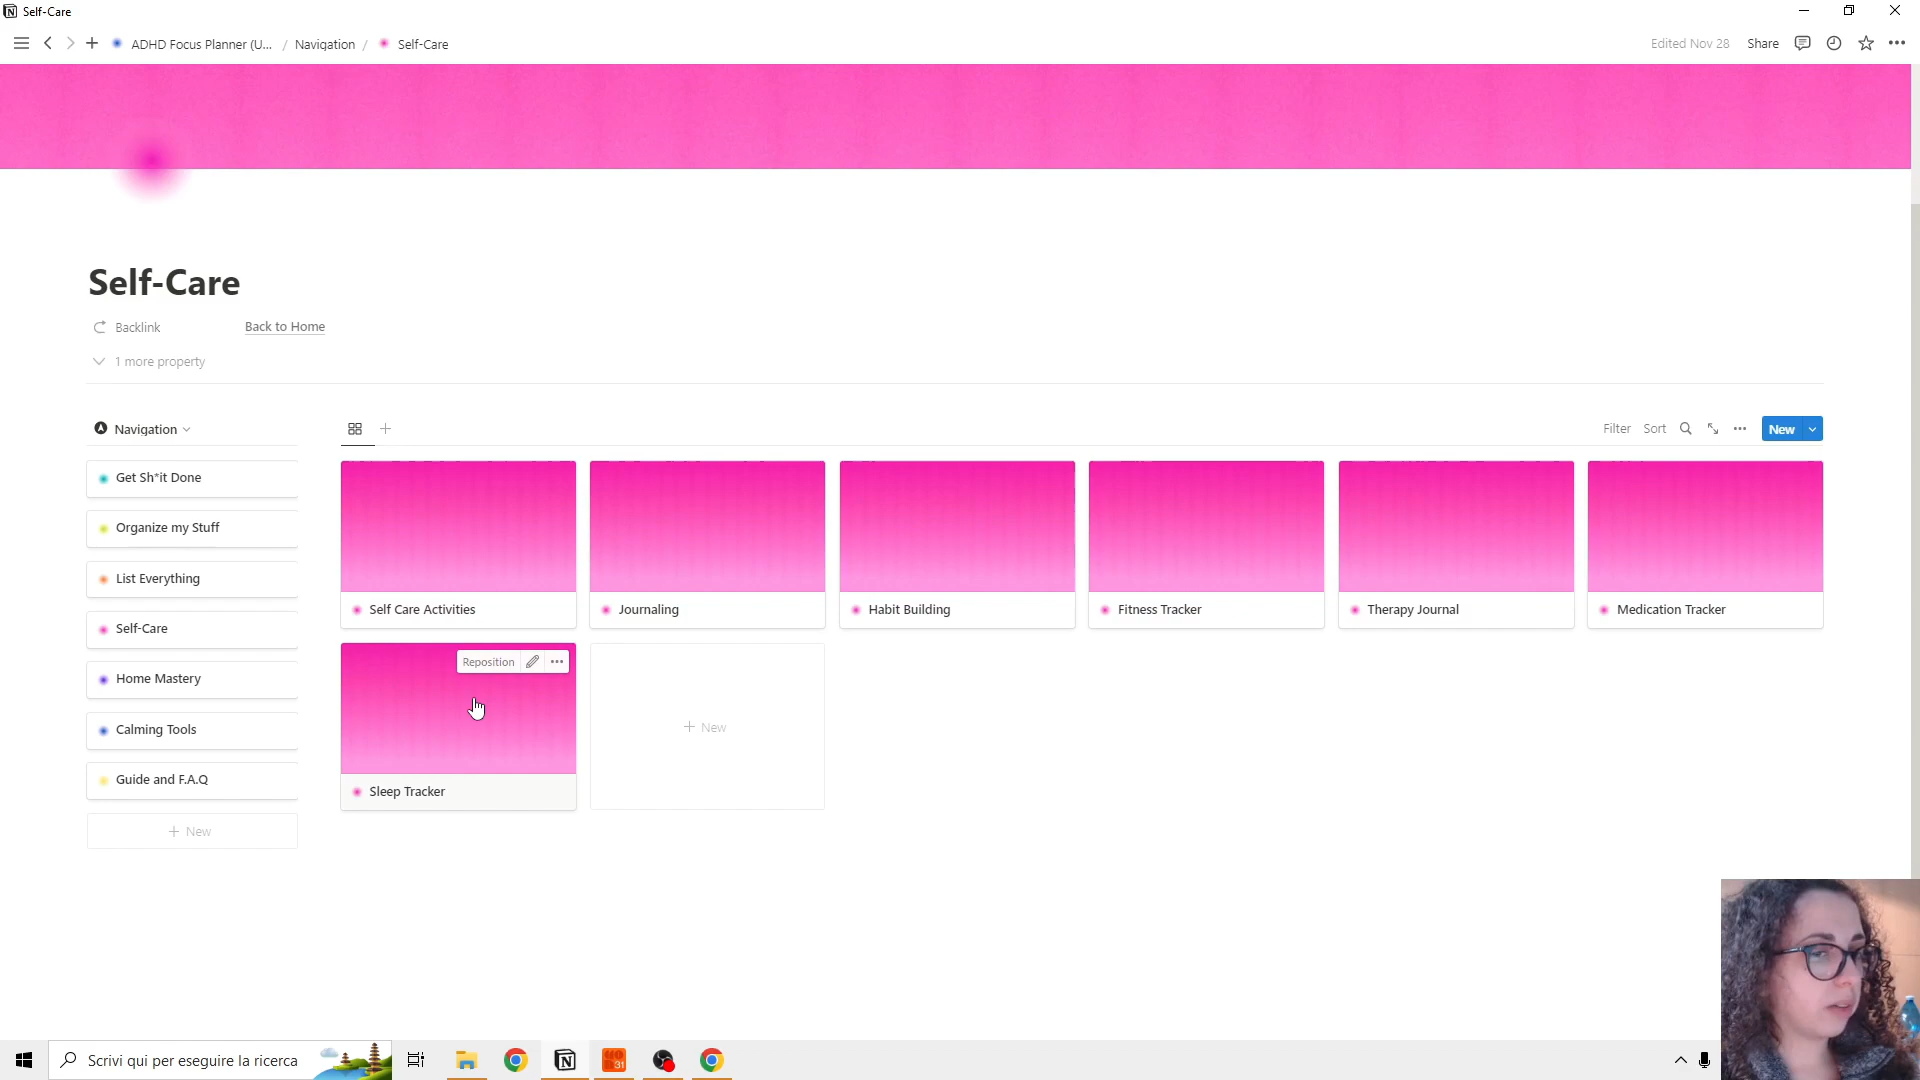 Self-Care
ADHD Focus Planner (U... / Navigation / Self-Care
Edited Nov 28 Share
Self-Care
Backlink Back to Home
1 more property
Navigation
Filter Sort New
Get Sh*it Done
Organize my Stuff
List Everything
Self-Care
Home Mastery
Calming Tools
Guide and F.A.Q
+ New
Self Care Activities
Journaling
Habit Building
Fitness Tracker
Therapy Journal
Medication Tracker
Reposition
Sleep Tracker
+ New
Scrivi qui per eseguire la ricerca
31